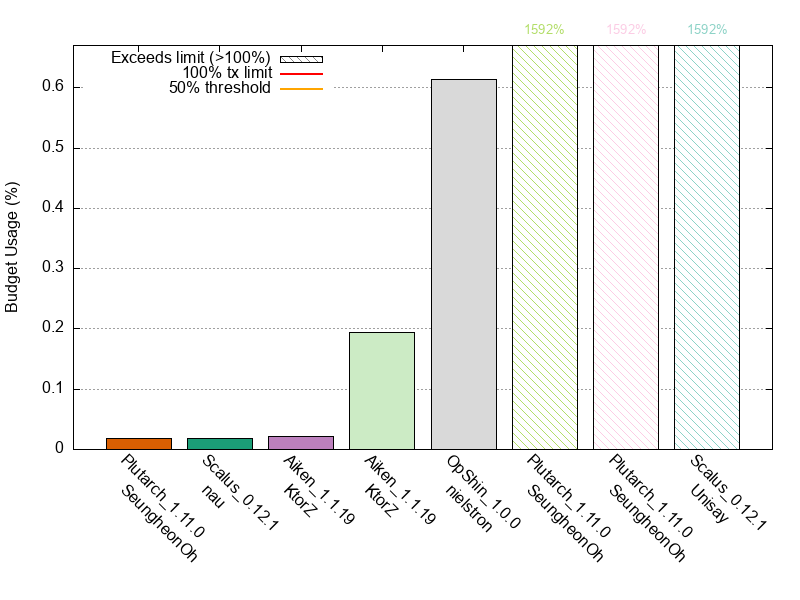 1592% 1592% 1592%
Exceeds limit (>100%)
100% tx limit
50% threshold
Budget Usage (%)
0.6
0.5
0.4
0.3
0.2
0.1
0
Plutarch_1.11.0
SeungheonOh
Scalus_0.12.1
nau
Aiken_1.1.19
KtorZ
Aiken_1.1.19
KtorZ
OpShin_1.0.0
nielstron
Plutarch_1.11.0
SeungheonOh
Plutarch_1.11.0
SeungheonOh
Scalus_0.12.1
Unisay